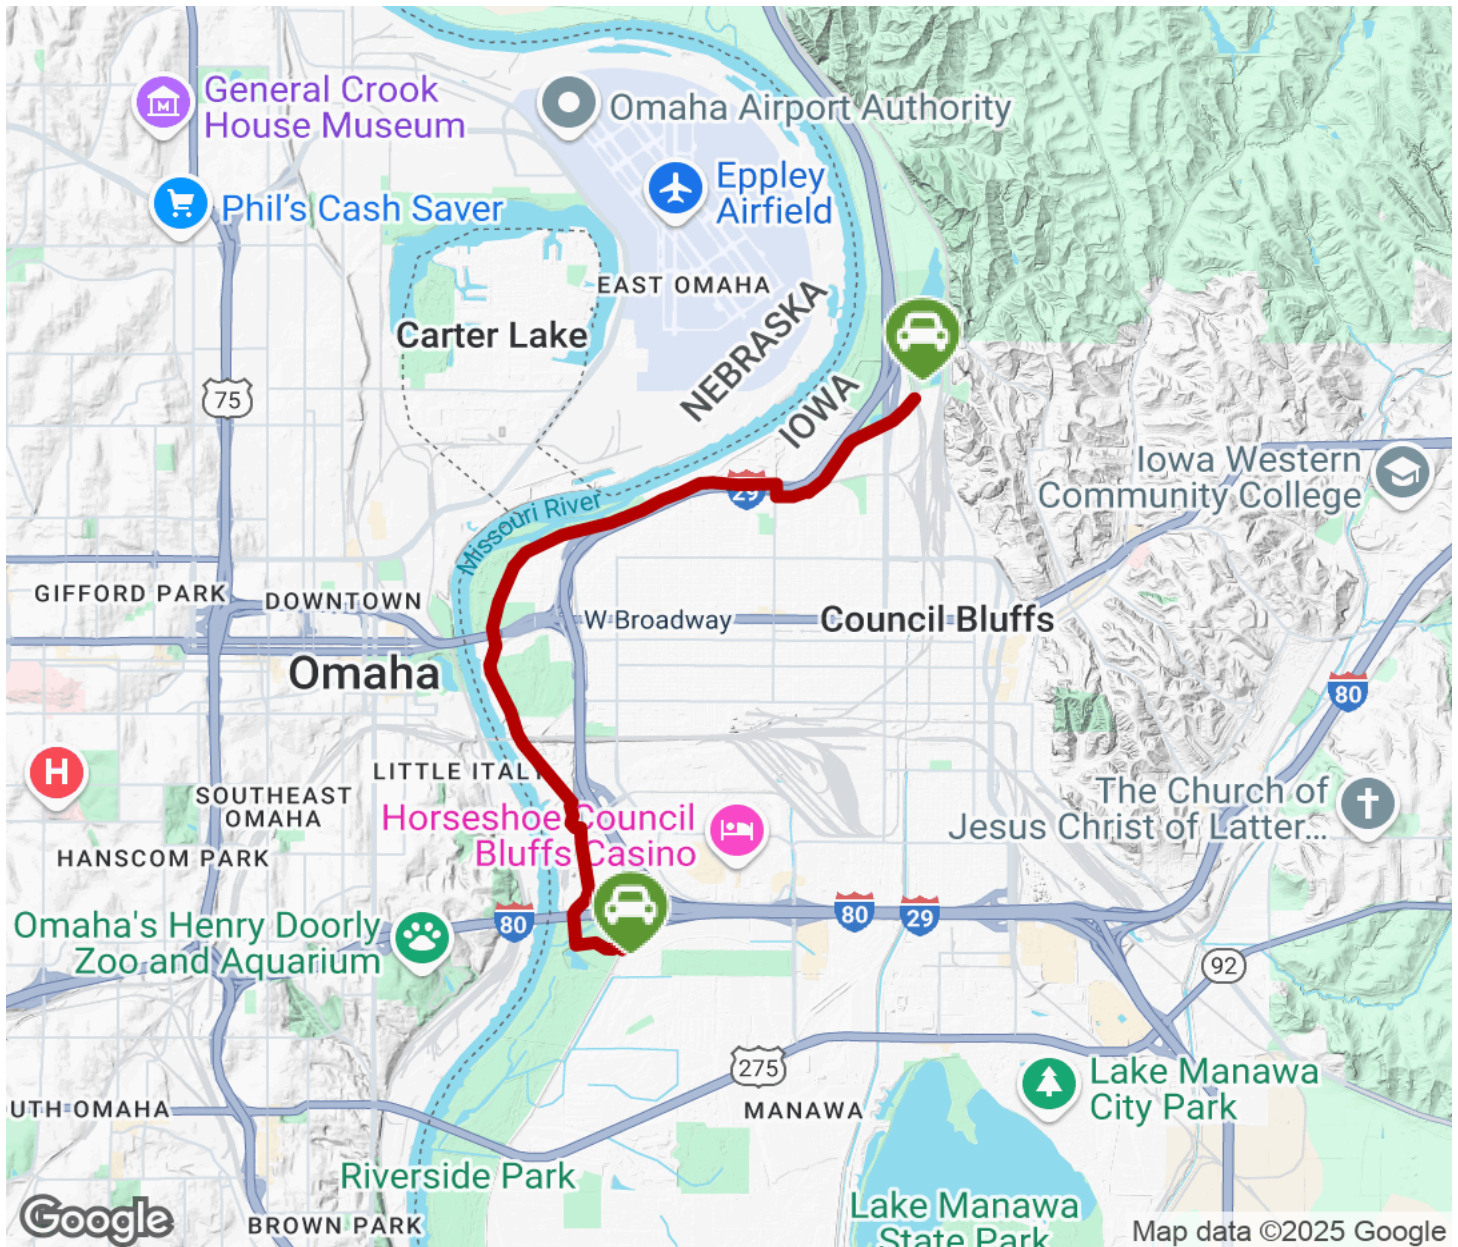 General Crook
House Museum
Omaha Airport Authority
Eppley
Airfield
Phil's Cash Saver
EAST OMAHA
NEBRASKA
Carter Lake
IOWA
75
29
Iowa Western
Community College
Missouri River
GIFFORD PARK
DOWNTOWN
W Broadway
Council Bluffs
Omaha
80
H
LITTLE ITALY
SOUTHEAST
OMAHA
The Church of
Jesus Christ of Latter...
Horseshoe Council
Bluffs Casino
HANSCOM PARK
Omaha's Henry Doorly
Zoo and Aquarium
80
80
29
92
275
Lake Manawa
City Park
UTH OMAHA
MANAWA
Riverside Park
Lake Manawa
State Park
Google
BROWN PARK
Map data ©2025 Google